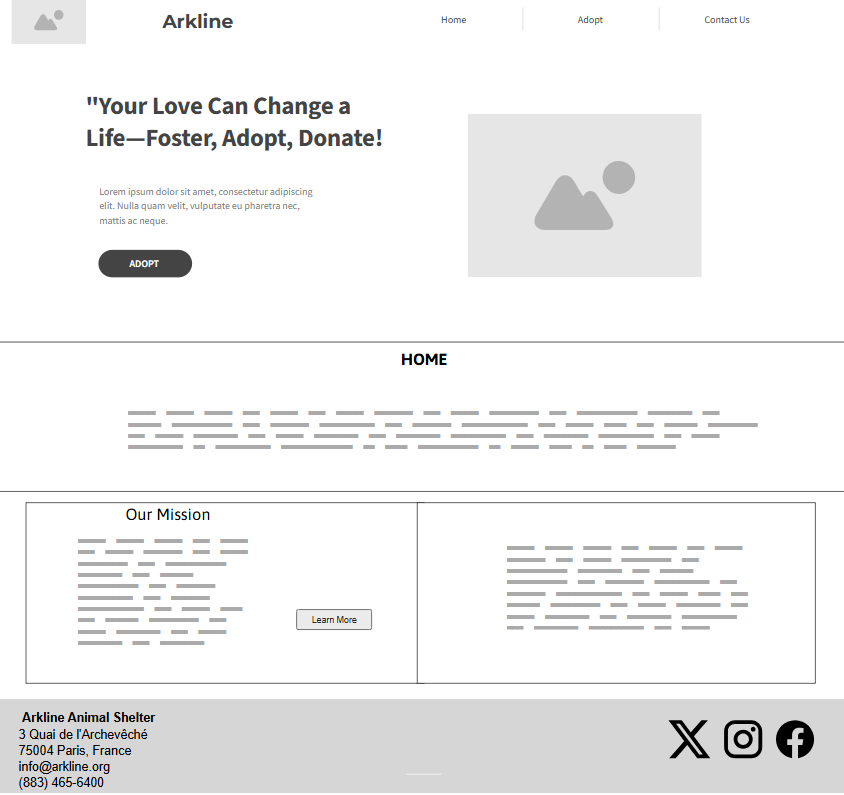 Arkline
Home
Adopt
Contact Us
"Your Love Can Change a
Life—Foster, Adopt, Donate!
Lorem ipsum dolor sit amet, consectetur adipiscing
elit. Nulla quam velit, vulputate eu pharetra nec,
mattis ac neque.
ADOPT
HOME
Our Mission
Learn More
Arkline Animal Shelter
3 Quai de l'Archevêché
75004 Paris, France
info@arkline.org
(883) 465-6400